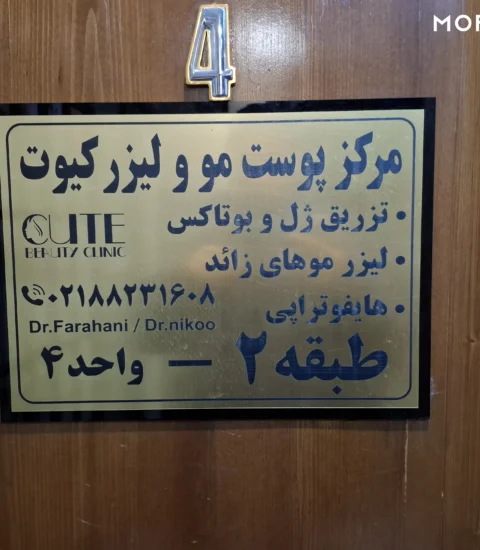 MOF
4
مرکز پوست مو و لیزر کیوت
• تزریق ژل و بوتاکس
CUTE
BEAUTY CLINIC
• لیزر موهای زائد
• هایفوتراپی
۰۲۱۸۸۲۳۱۶۰۸
Dr.Farahani / Dr.nikoo
طبقه ۲ — واحد ۴